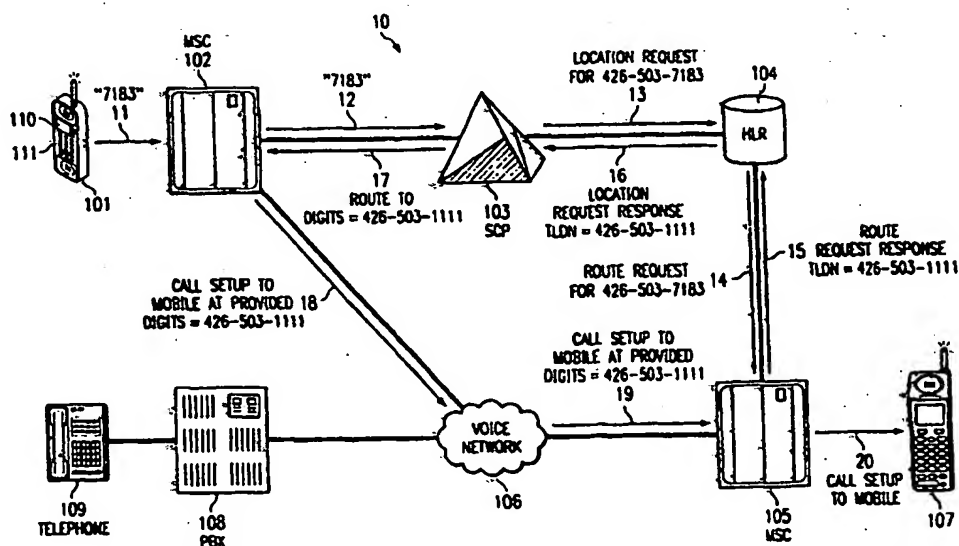 10
MSC
102
110
111
"7183"
11
101
"7183"
12
17
ROUTE TO
DIGITS = 426-503-1111
103
SCP
LOCATION REQUEST
FOR 426-503-7183
13
16
LOCATION
REQUEST RESPONSE
TLDN = 426-503-1111
104
HLR
ROUTE REQUEST
FOR 426-503-7183
14
ROUTE
15 REQUEST RESPONSE
TLDN = 426-503-1111
CALL SETUP TO
MOBILE AT PROVIDED 18
DIGITS = 426-503-1111
CALL SETUP TO
MOBILE AT PROVIDED
DIGITS = 426-503-1111
19
VOICE
NETWORK
106
109
TELEPHONE
108
PBX
105
MSC
20
CALL SETUP
TO MOBILE
107